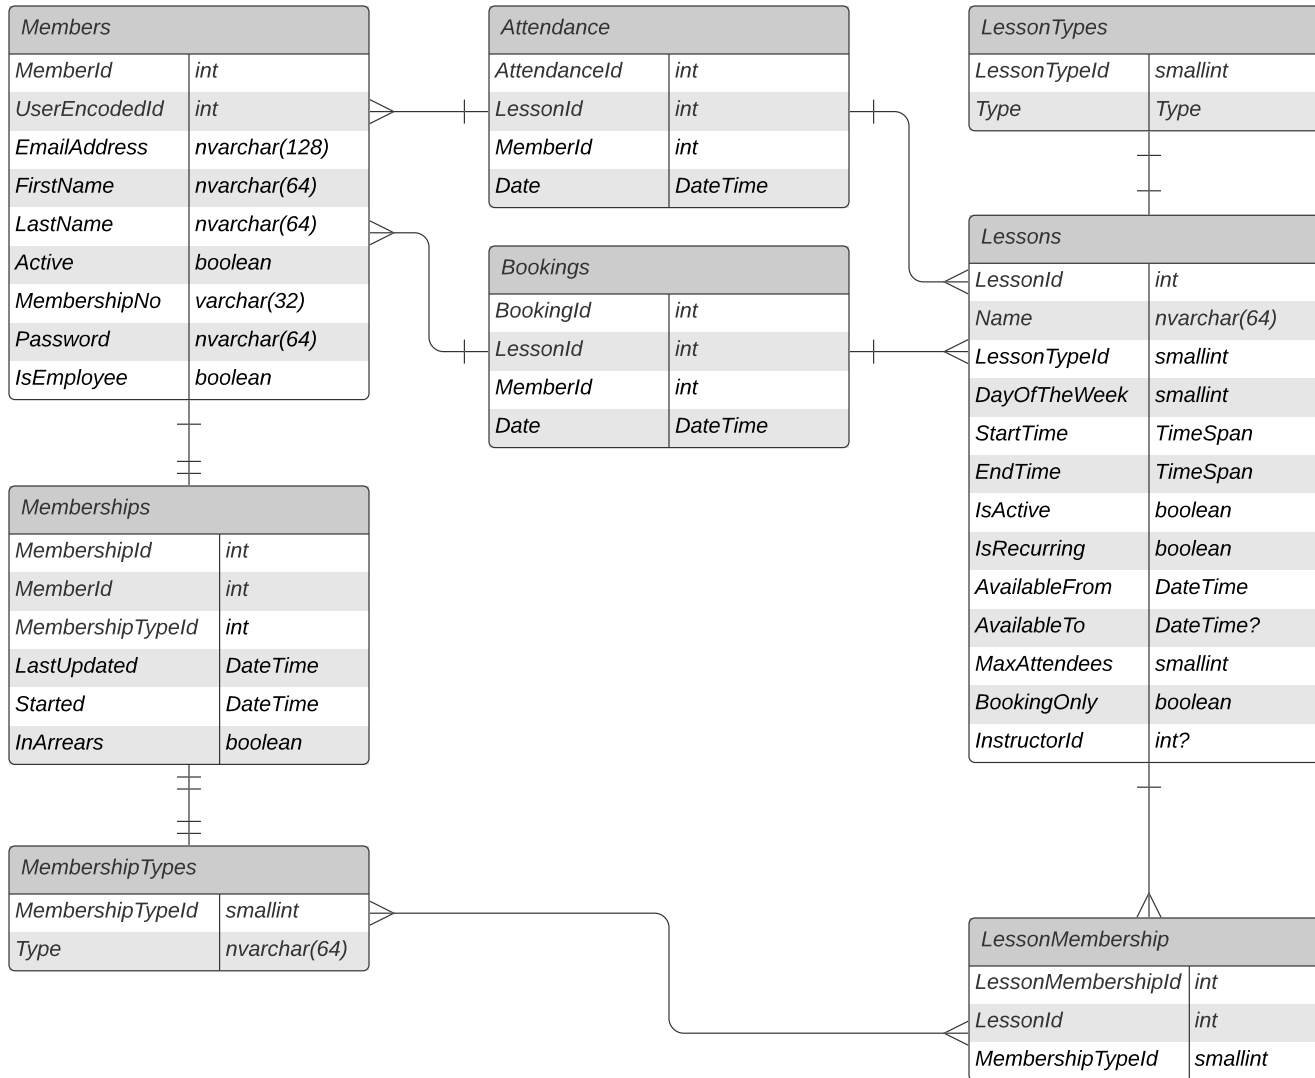 Members
MemberId int
UserEncodedId int
EmailAddress nvarchar(128)
FirstName nvarchar(64)
LastName nvarchar(64)
Active boolean
MembershipNo varchar(32)
Password nvarchar(64)
IsEmployee boolean
Attendance
AttendanceId int
LessonId int
MemberId int
Date DateTime
Bookings
BookingId int
LessonId int
MemberId int
Date DateTime
LessonTypes
LessonTypeId smallint
Type Type
Lessons
LessonId int
Name nvarchar(64)
LessonTypeId smallint
DayOfTheWeek smallint
StartTime TimeSpan
EndTime TimeSpan
IsActive boolean
IsRecurring boolean
AvailableFrom DateTime
AvailableTo DateTime?
MaxAttendees smallint
BookingOnly boolean
InstructorId int?
Memberships
MembershipId int
MemberId int
MembershipTypeId int
LastUpdated DateTime
Started DateTime
InArrears boolean
MembershipTypes
MembershipTypeId smallint
Type nvarchar(64)
LessonMembership
LessonMembershipId int
LessonId int
MembershipTypeId smallint